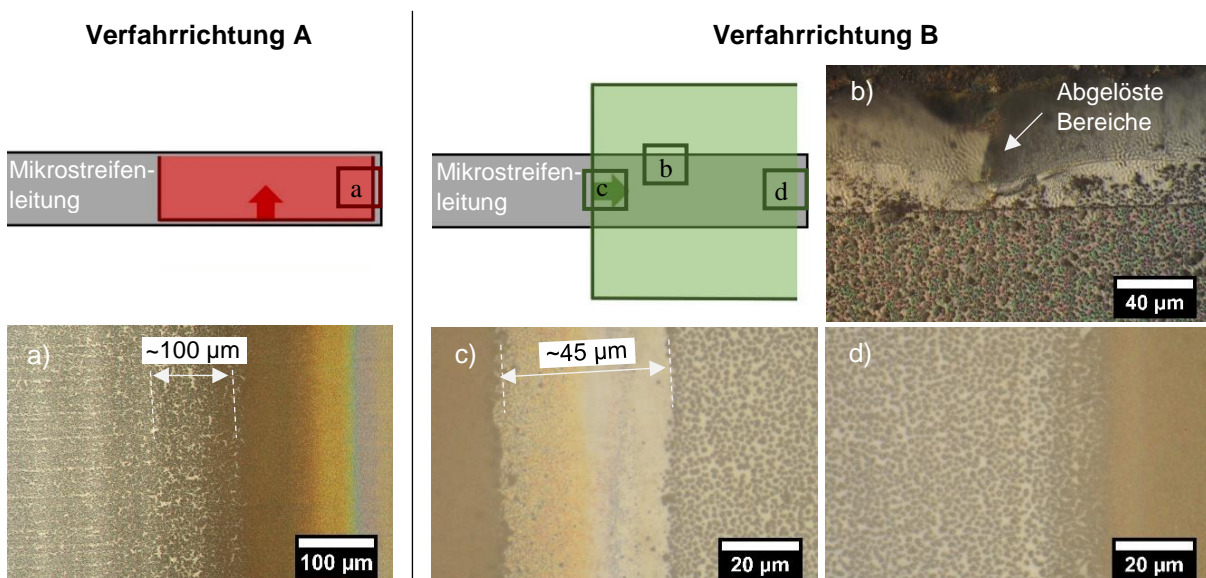 Verfahrrichtung A
Verfahrrichtung B
Mikrostreifen-
leitung
a
Mikrostreifen-
leitung
c
b
d
b)
Abgelöste
Bereiche
40 µm
a)
~100 µm
100 µm
c)
~45 µm
20 µm
d)
20 µm